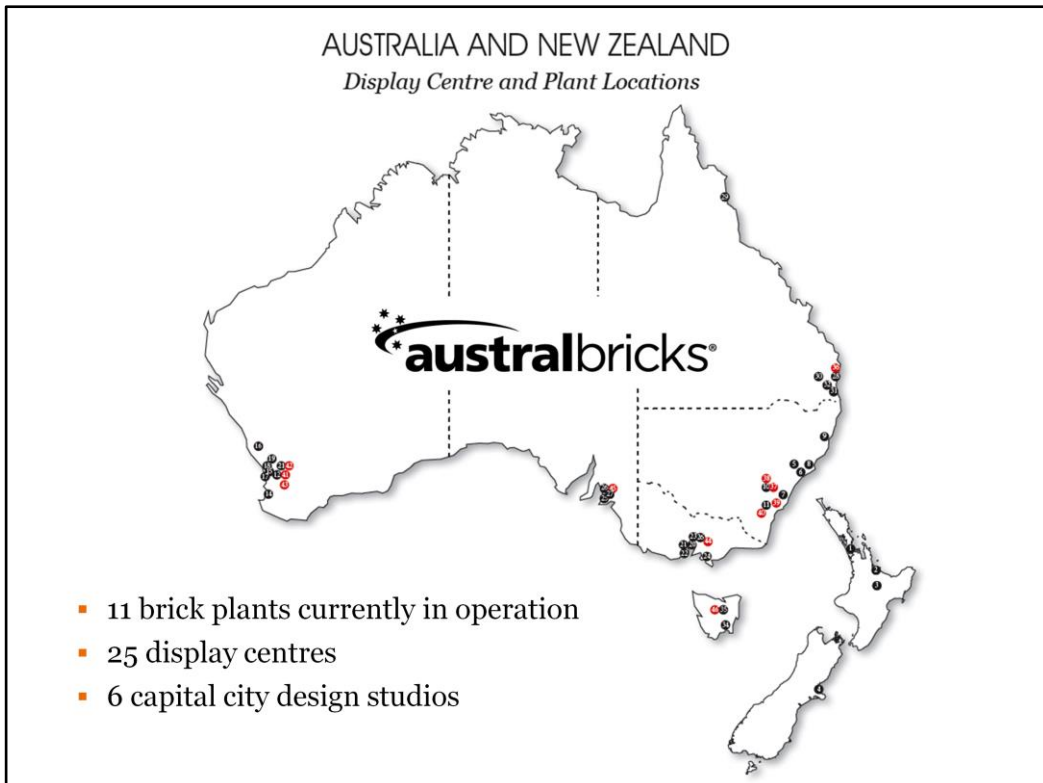 AUSTRALIA AND NEW ZEALAND
Display Centre and Plant Locations
australbricks®
11 brick plants currently in operation
25 display centres
6 capital city design studios